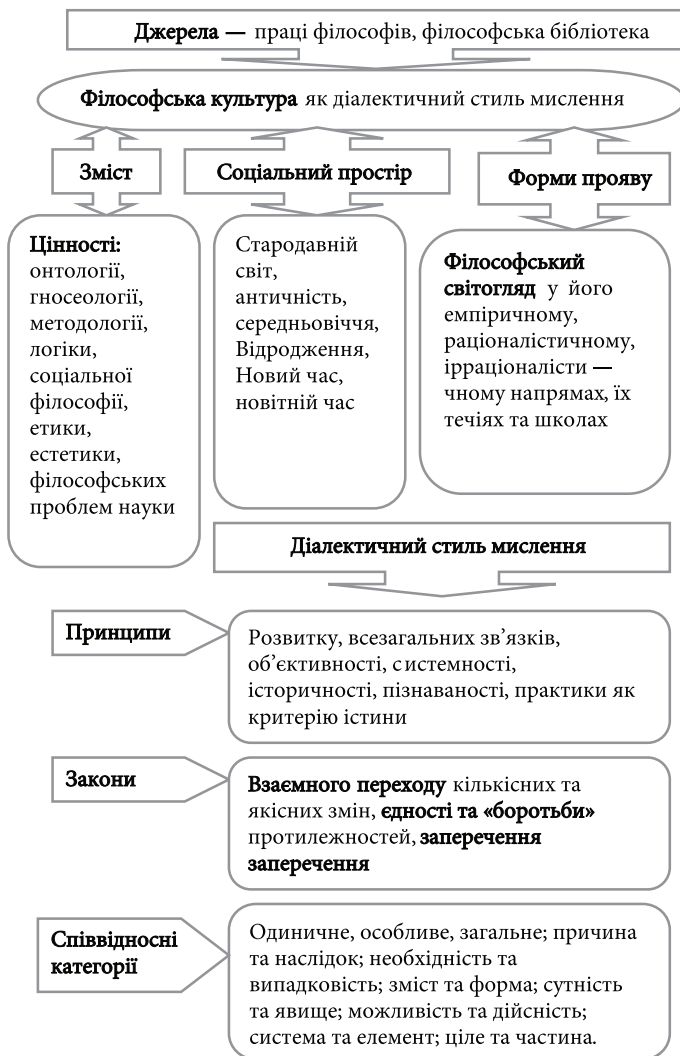 Джерела — праці філософів, філософська бібліотека
Філософська культура як діалектичний стиль мислення
Зміст
Соціальний простір
Форми прояву
Цінності:
онтології,
гносеології,
методології,
логіки,
соціальної
філософії,
етики,
естетики,
філософських
проблем науки
Стародавній
світ,
античність,
середньовіччя,
Відродження,
Новий час,
новітній час
Філософський
світогляд у його
емпіричному,
раціоналістичному,
ірраціоналісти —
чному напрямах, їх
течіях та школах
Діалектичний стиль мислення
Принципи
Розвитку, всезагальних зв’язків,
об’єктивності, системності,
історичності, пізнаваності, практики як
критерію істини
Закони
Взаємного переходу кількісних та
якісних змін, єдності та «боротьби»
протилежностей, заперечення
заперечення
Співвідносні
категорії
Одиничне, особливе, загальне; причина
та наслідок; необхідність та
випадковість; зміст та форма; сутність
та явище; можливість та дійсність;
система та елемент; ціле та частина.